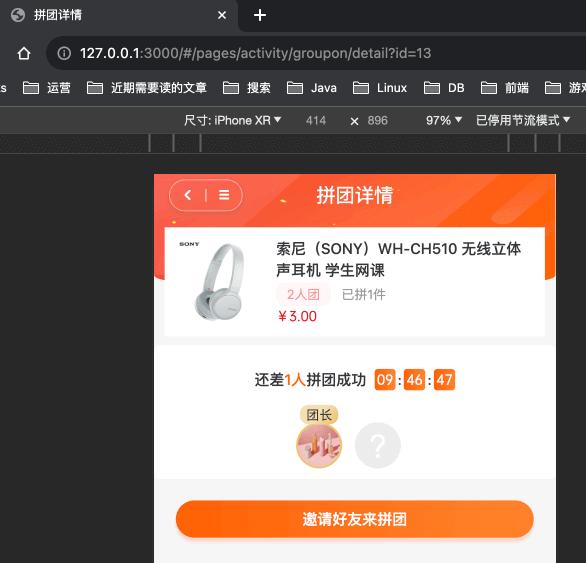 拼团详情
127.0.0.1:3000/#/pages/activity/groupon/detail?id=13
ks 运营 近期需要读的文章 搜索 Java Linux DB 前端 游戏
尺寸: iPhone XR 414 × 896 97% 已停用节流模式
拼团详情
SONY
索尼（SONY）WH-CH510 无线立体
声耳机 学生网课
2人团 已拼1件
¥3.00
还差1人拼团成功 09:46:47
团长
?
邀请好友来拼团